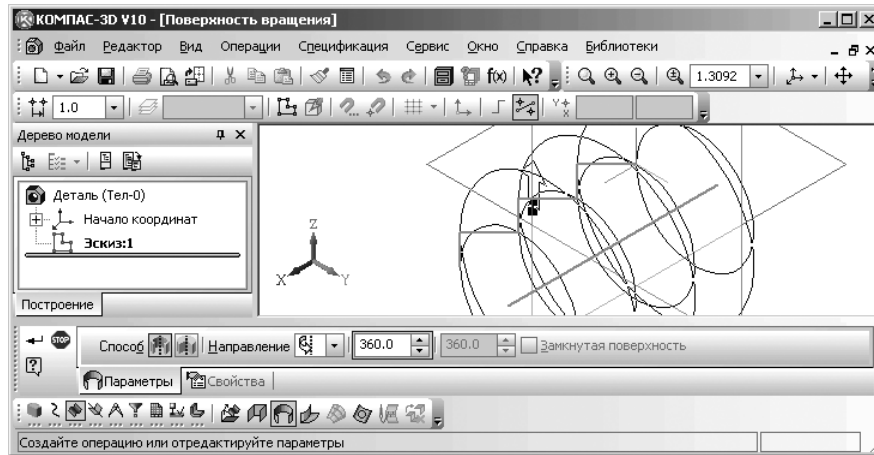 КОМПАС-3D V10 - [Поверхность вращения]
Файл Редактор Вид Операции Спецификация Сервис Окно Справка Библиотеки
f(x) 1.3092
1.0
Дерево модели
Деталь (Тел-0)
Начало координат
Эскиз:1
Z
X Y
Построение
STOP Способ Направление 360.0 360.0 Замкнутая поверхность
Параметры Свойства
Создайте операцию или отредактируйте параметры